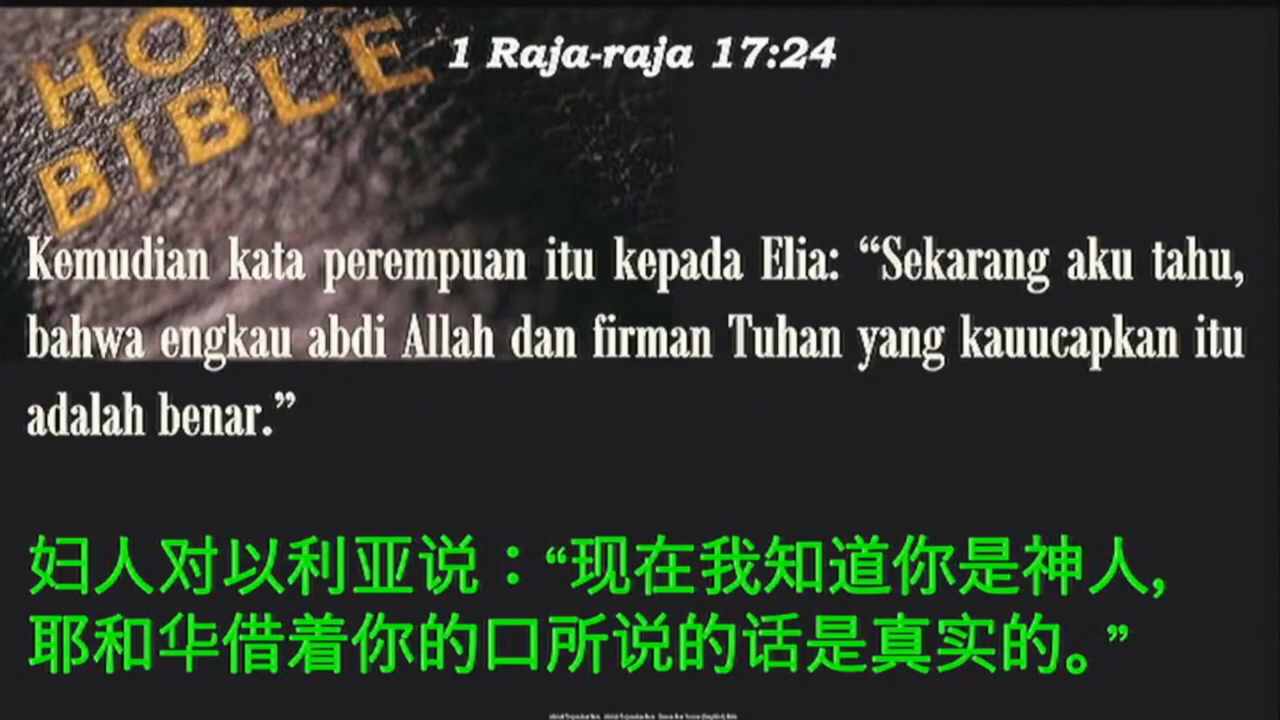 HOL
BIBLE
1 Raja-raja 17:24
Kemudian kata perempuan itu kepada Elia: “Sekarang aku tahu,
bahwa engkau abdi Allah dan firman Tuhan yang kauucapkan itu
adalah benar.”
妇人对以利亚说：“现在我知道你是神人,
耶和华借着你的口所说的话是真实的。”